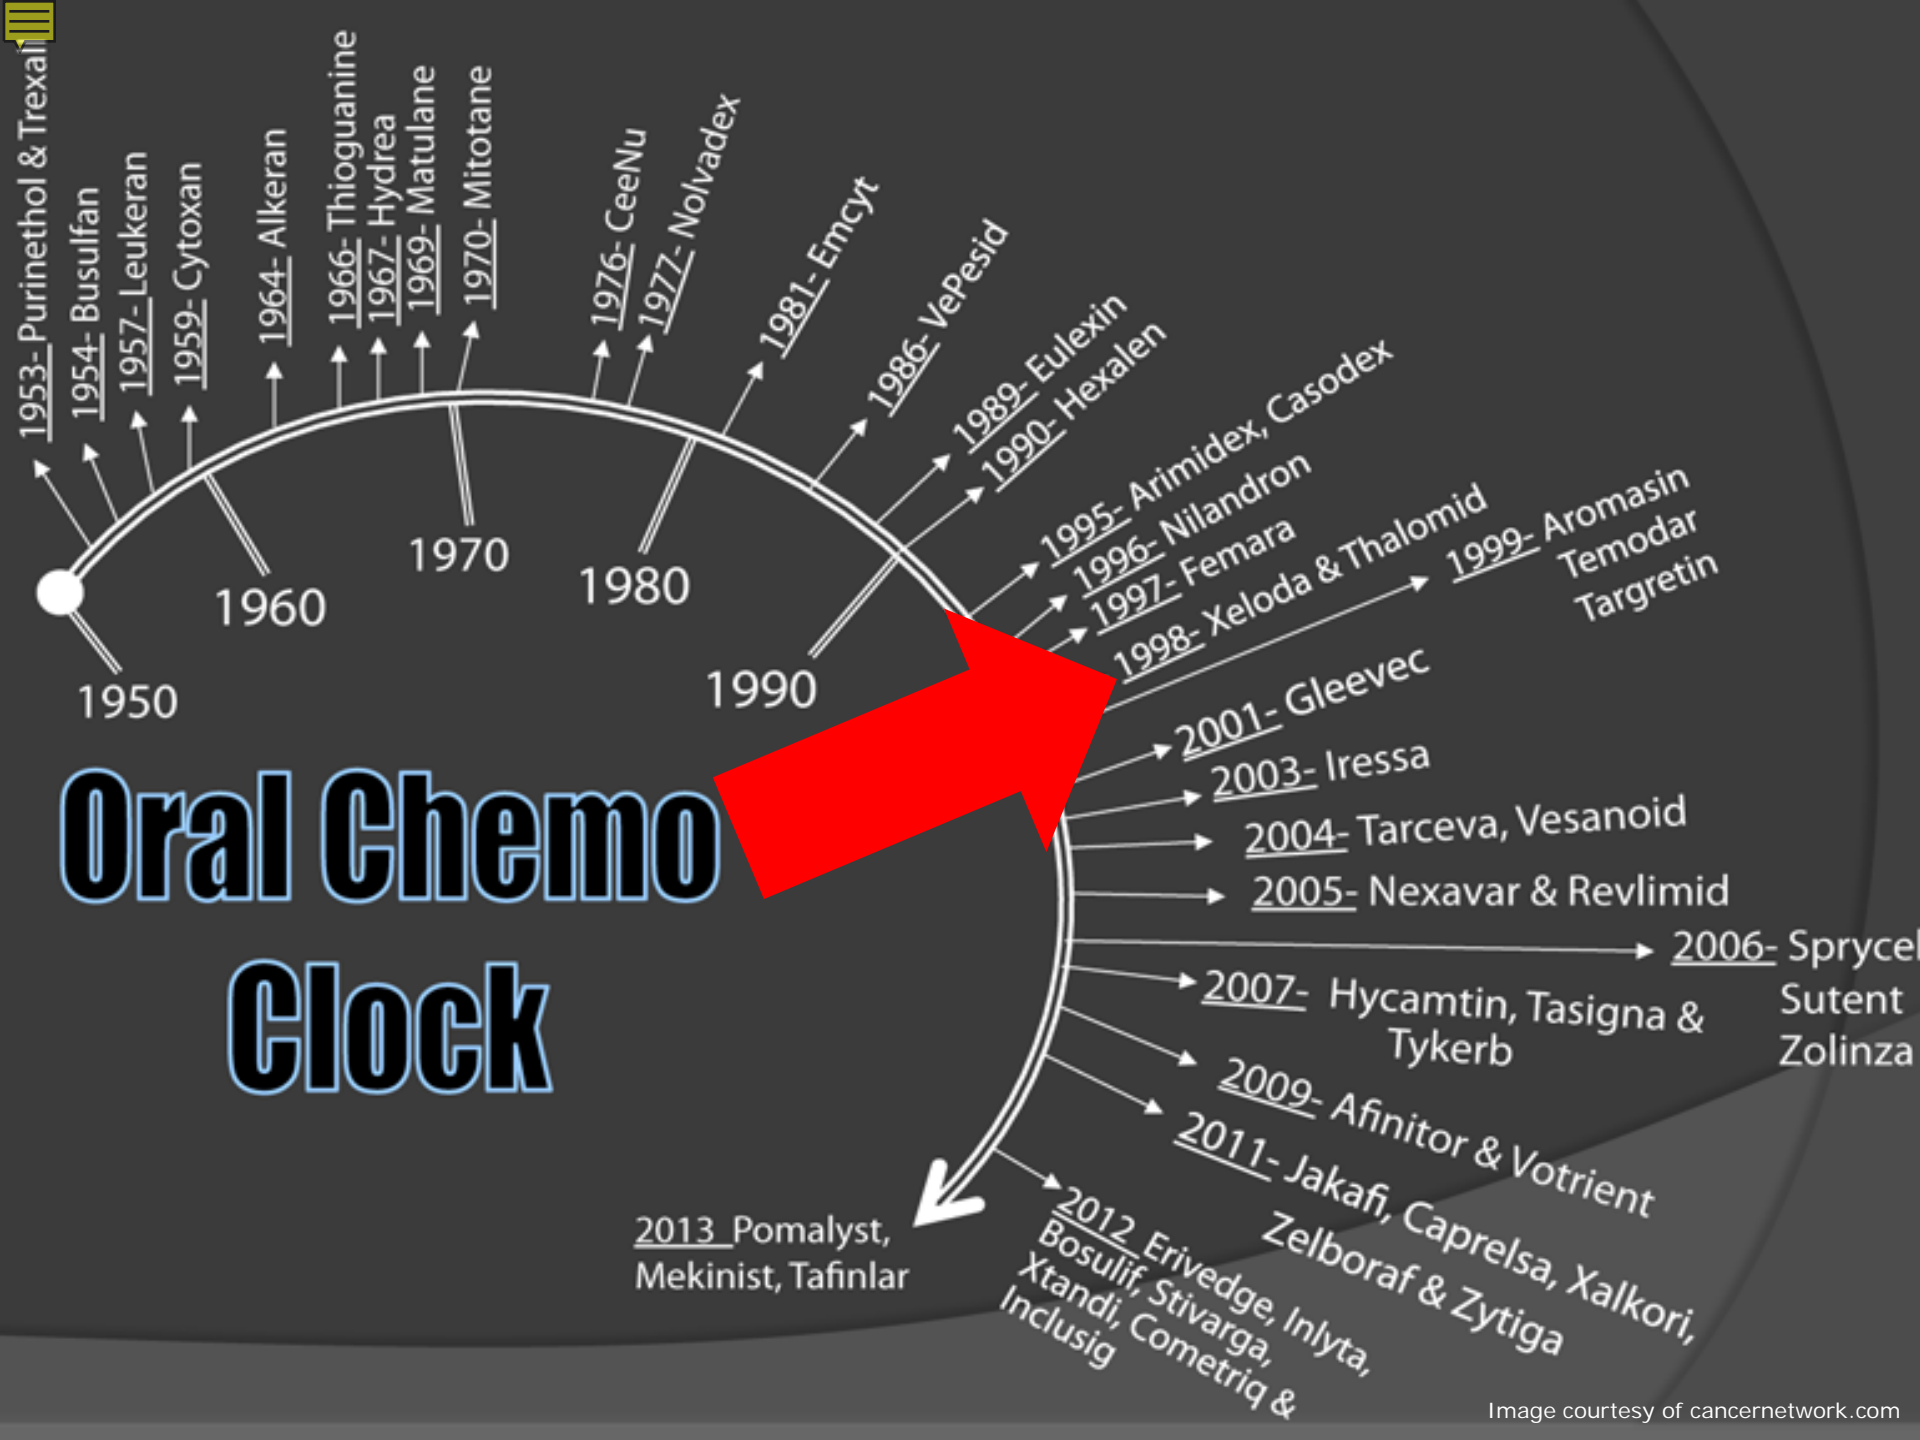 1953- Purinethol & Trexall
1954- Busulfan
1957- Leukeran
1959- Cytoxan
1964- Alkeran
1966- Thioguanine
1967- Hydrea
1969- Matulane
1970- Mitotane
1976- CeeNu
1977- Nolvadex
1981- Emcyt
1986- VePesid
1989- Eulexin
1990- Hexalen
1995- Arimidex, Casodex
1996- Nilandron
1997- Femara
1998- Xeloda & Thalomid
1999- Aromasin
Temodar
Targretin
2001- Gleevec
2003- Iressa
2004- Tarceva, Vesanoid
2005- Nexavar & Revlimid
2006- Sprycel
Sutent
Zolinza
2007- Hycamtin, Tasigna &
Tykerb
2009- Afinitor & Votrient
2011- Jakafi, Caprelsa, Xalkori,
Zelboraf & Zytiga
2012 Erivedge, Inlyta,
Bosulif, Stivarga,
Xtandi, Cometriq &
Inclusig
2013 Pomalyst,
Mekinist, Tafinlar
1950
1960
1970
1980
1990
Oral Chemo
Clock
Image courtesy of cancernetwork.com